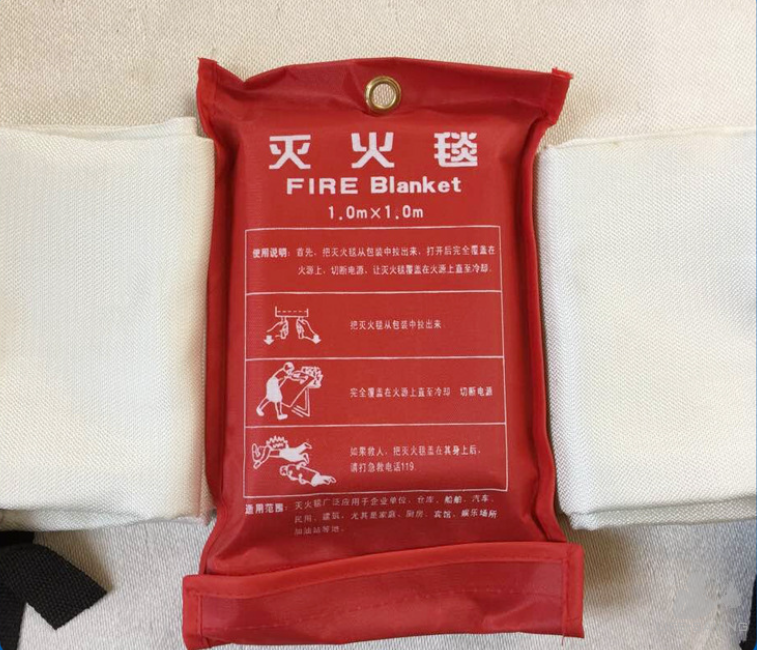 灭火毯
FIRE Blanket
1.0m×1.0m
使用说明：首先，把灭火毯从包装中拉出来，打开后完全覆盖在
火源上，切断电源，让灭火毯覆盖在火源上直至冷却.
把灭火毯从包装中拉出来
完全覆盖在火源上直至冷却 切断电源
如果救人，把灭火毯盖在其身上后，
请打急救电话119.
适用范围：灭火毯广泛应用于企业单位、仓库、船舶、汽车、
民用、建筑、尤其是家庭、厨房、宾馆、娱乐场所
加油站等地。